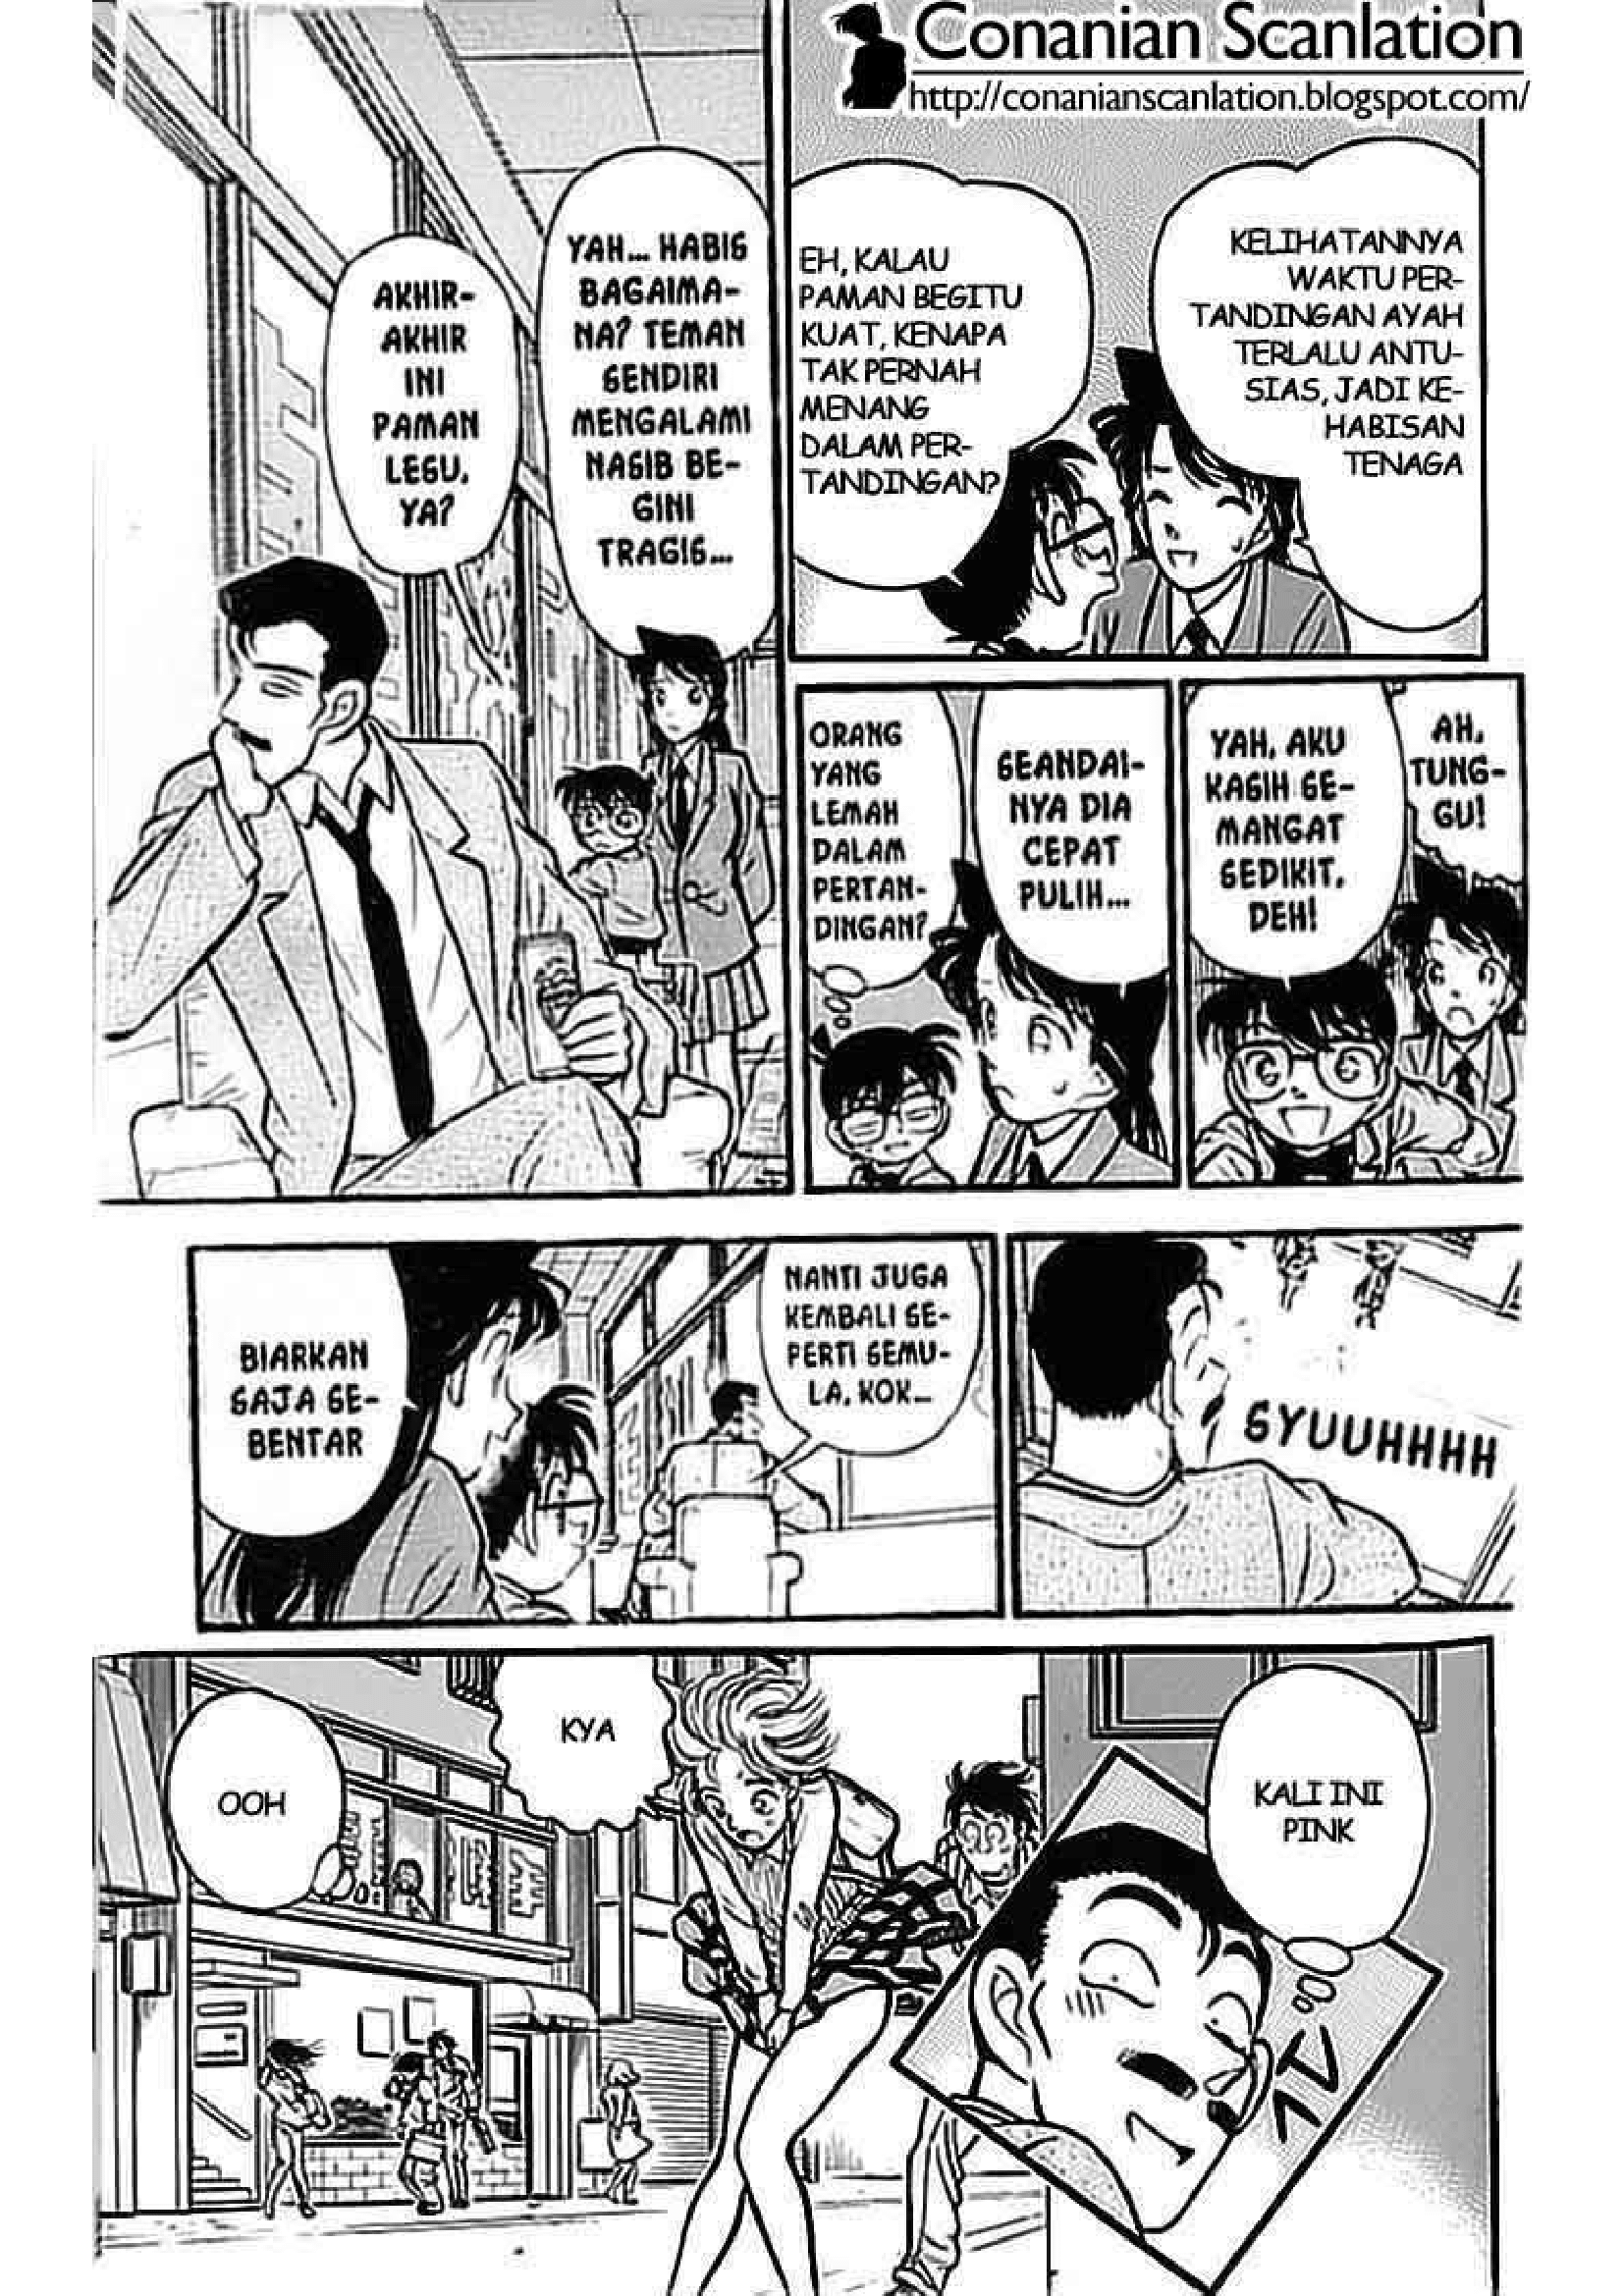 Conanian Scanlation
http://conanianscanlation.blogspot.com/
KELIHATANNYA
WAKTU PER-
TANDINGAN AYAH
TERLALU ANTU-
SIAS, JADI KE-
HABISAN
TENAGA
EH, KALAU
PAMAN BEGITU
KUAT, KENAPA
TAK PERNAH
MENANG
DALAM PER-
TANDINGAN?
YAH... HABIS
BAGAIMA-
NA? TEMAN
SENDIRI
MENGALAMI
NASIB BE-
GINI
TRAGIS...
AKHIR-
AKHIR
INI
PAMAN
LESU,
YA?
AH,
TUNG-
GU!
YAH, AKU
KASIH SE-
MANGAT
SEDIKIT,
DEH!
SEANDAI-
NYA DIA
CEPAT
PULIH...
ORANG
YANG
LEMAH
DALAM
PERTAN-
DINGAN?
SYUUHHHH
NANTI JUGA
KEMBALI SE-
PERTI SEMU-
LA, KOK...
BIARKAN
SAJA SE-
BENTAR
KALI INI
PINK
KYA
OOH